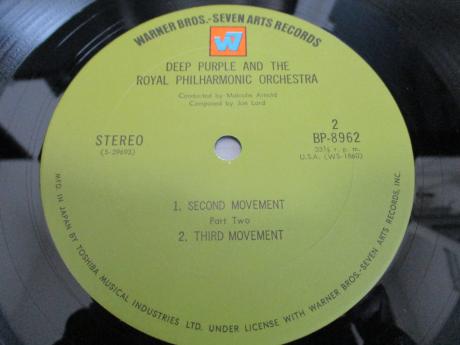 WARNER BROS.-SEVEN ARTS RECORDS
W7
DEEP PURPLE AND THE
ROYAL PHILHARMONIC ORCHESTRA
Conducted by Malcolm Arnold
Composed by Jon Lord
STEREO
(S-29692)
2
BP-8962
33⅓ r. p. m.
U.S.A. (WS-1860)
1. SECOND MOVEMENT
Part Two
2. THIRD MOVEMENT
MFG. IN JAPAN BY TOSHIBA MUSICAL INDUSTRIES LTD. UNDER LICENSE WITH WARNER BROS.-SEVEN ARTS RECORDS, INC.